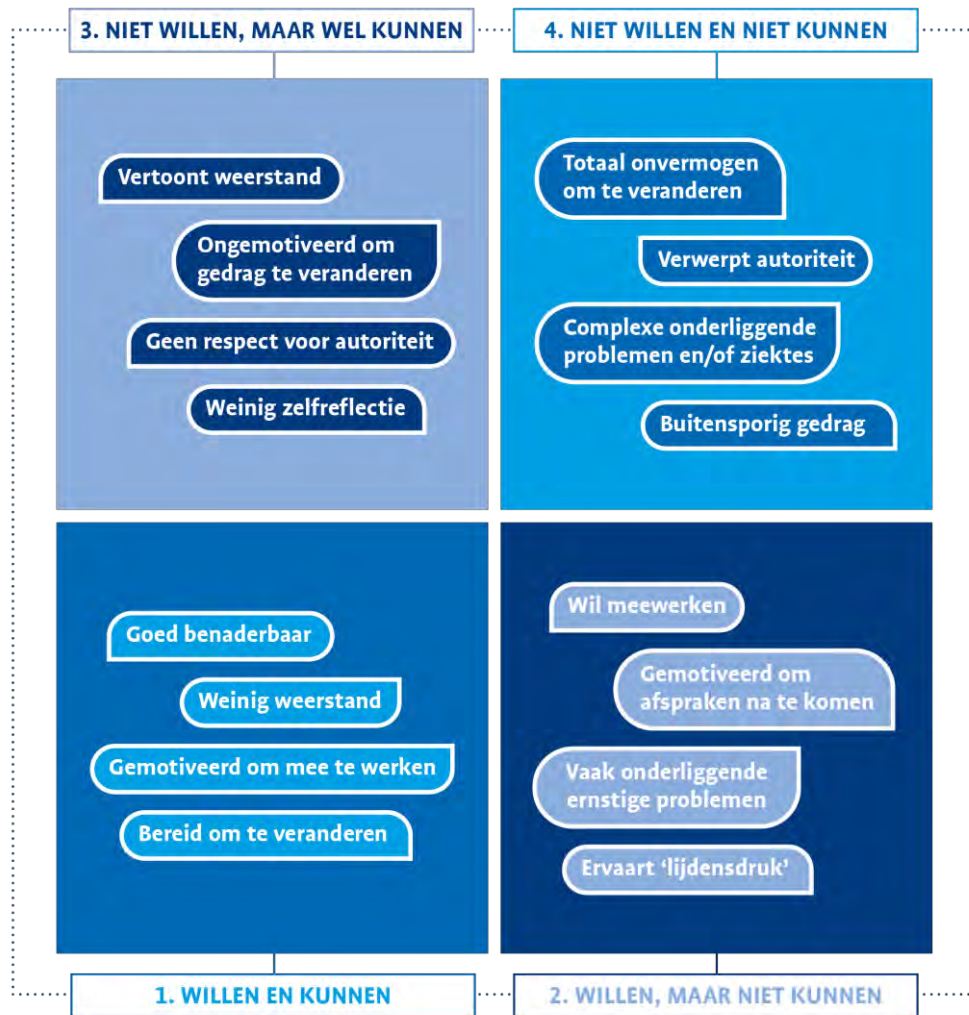 3. NIET WILLEN, MAAR WEL KUNNEN
Vertoont weerstand
Ongemotiveerd om
gedrag te veranderen
Geen respect voor autoriteit
Weinig zelfreflectie
4. NIET WILLEN EN NIET KUNNEN
Totaal onvermogen
om te veranderen
Verwerpt autoriteit
Complexe onderliggende
problemen en/of ziektes
Buitensporig gedrag
Goed benaderbaar
Weinig weerstand
Gemotiveerd om mee te werken
Bereid om te veranderen
1. WILLEN EN KUNNEN
Wil meewerken
Gemotiveerd om
afspraken na te komen
Vaak onderliggende
ernstige problemen
Ervaart ‘lijdensdruk’
2. WILLEN, MAAR NIET KUNNEN